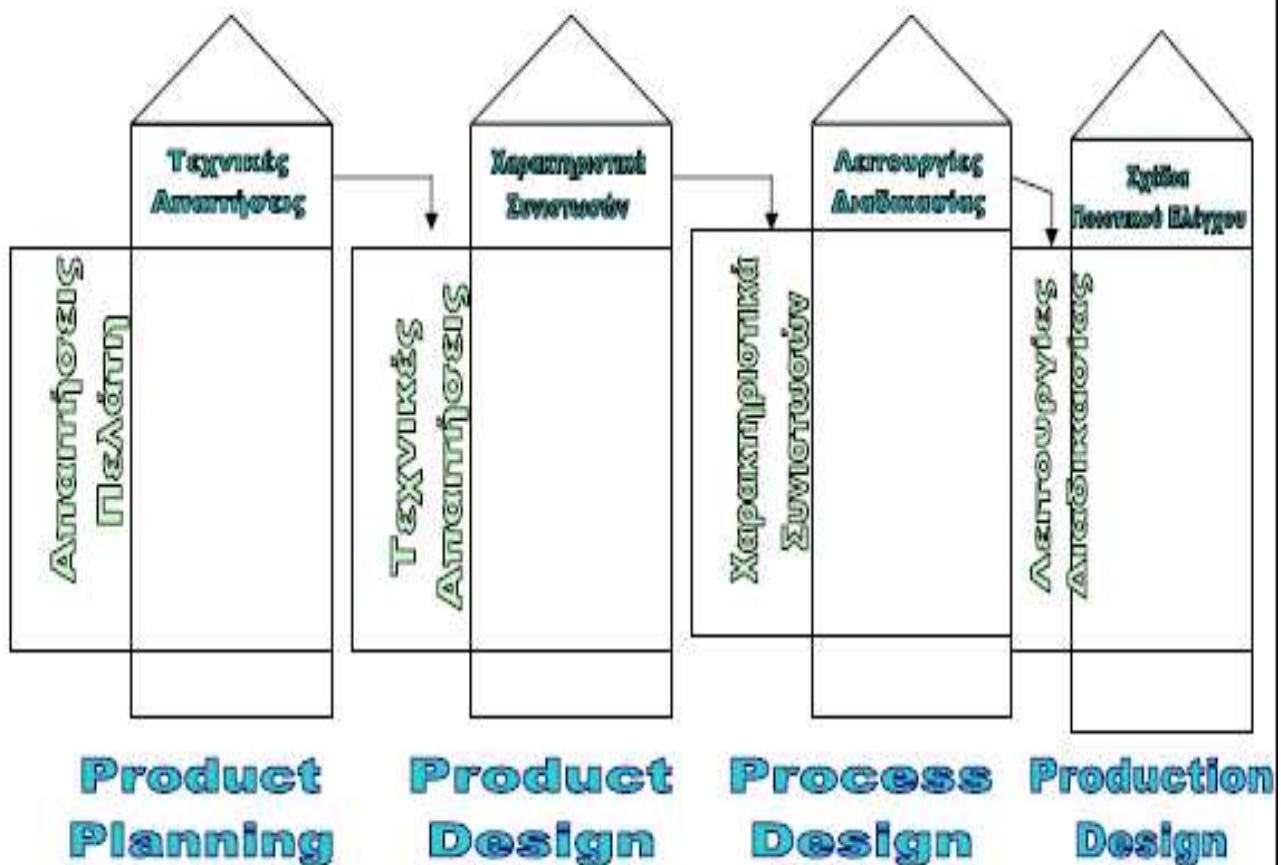 Τεχνικές
Απαιτήσεις
Χαρακτηριστικά
Συνιστωσών
Λειτουργίες
Διαδικασίας
Σχέδια
Ποιοτικού Ελέγχου
Απαιτήσεις
Πελάτη
Τεχνικές
Απαιτήσεις
Χαρακτηριστικά
Συνιστωσών
Λειτουργίες
Διαδικασίας
Product
Planning
Product
Design
Process
Design
Production
Design